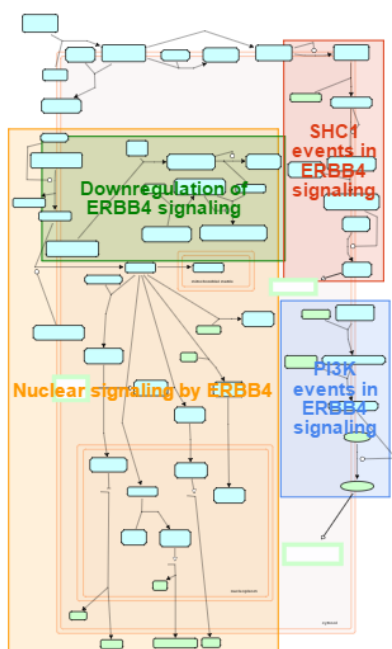 SHC1
events in
ERBB4
signaling
Downregulation of
ERBB4 signaling
PI3K
events in
ERBB4
signaling
Nuclear signaling by ERBB4